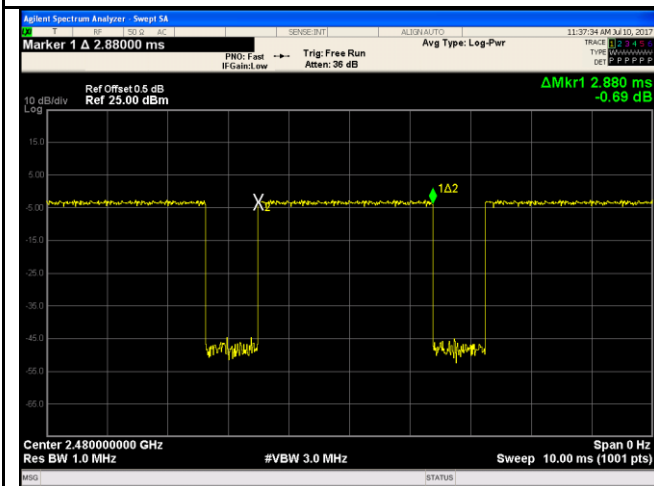 Agilent Spectrum Analyzer - Swept SA
T RF 50 Ω AC SENSE:INT ALIGN AUTO 11:37:34 AM Jul 10, 2017
Marker 1 Δ 2.88000 ms
PNO: Fast
IFGain:Low
Trig: Free Run
Atten: 36 dB
Avg Type: Log-Pwr
TRACE 1 2 3 4 5 6
TYPE WWWWWW
DET P P P P P P
ΔMkr1 2.880 ms
-0.69 dB
10 dB/div
Log
Ref Offset 0.5 dB
Ref 25.00 dBm
15.0
5.00
-5.00
-15.0
-25.0
-35.0
-45.0
-55.0
-65.0
X2
1Δ2
Center 2.480000000 GHz Span 0 Hz
Res BW 1.0 MHz #VBW 3.0 MHz Sweep 10.00 ms (1001 pts)
MSG STATUS